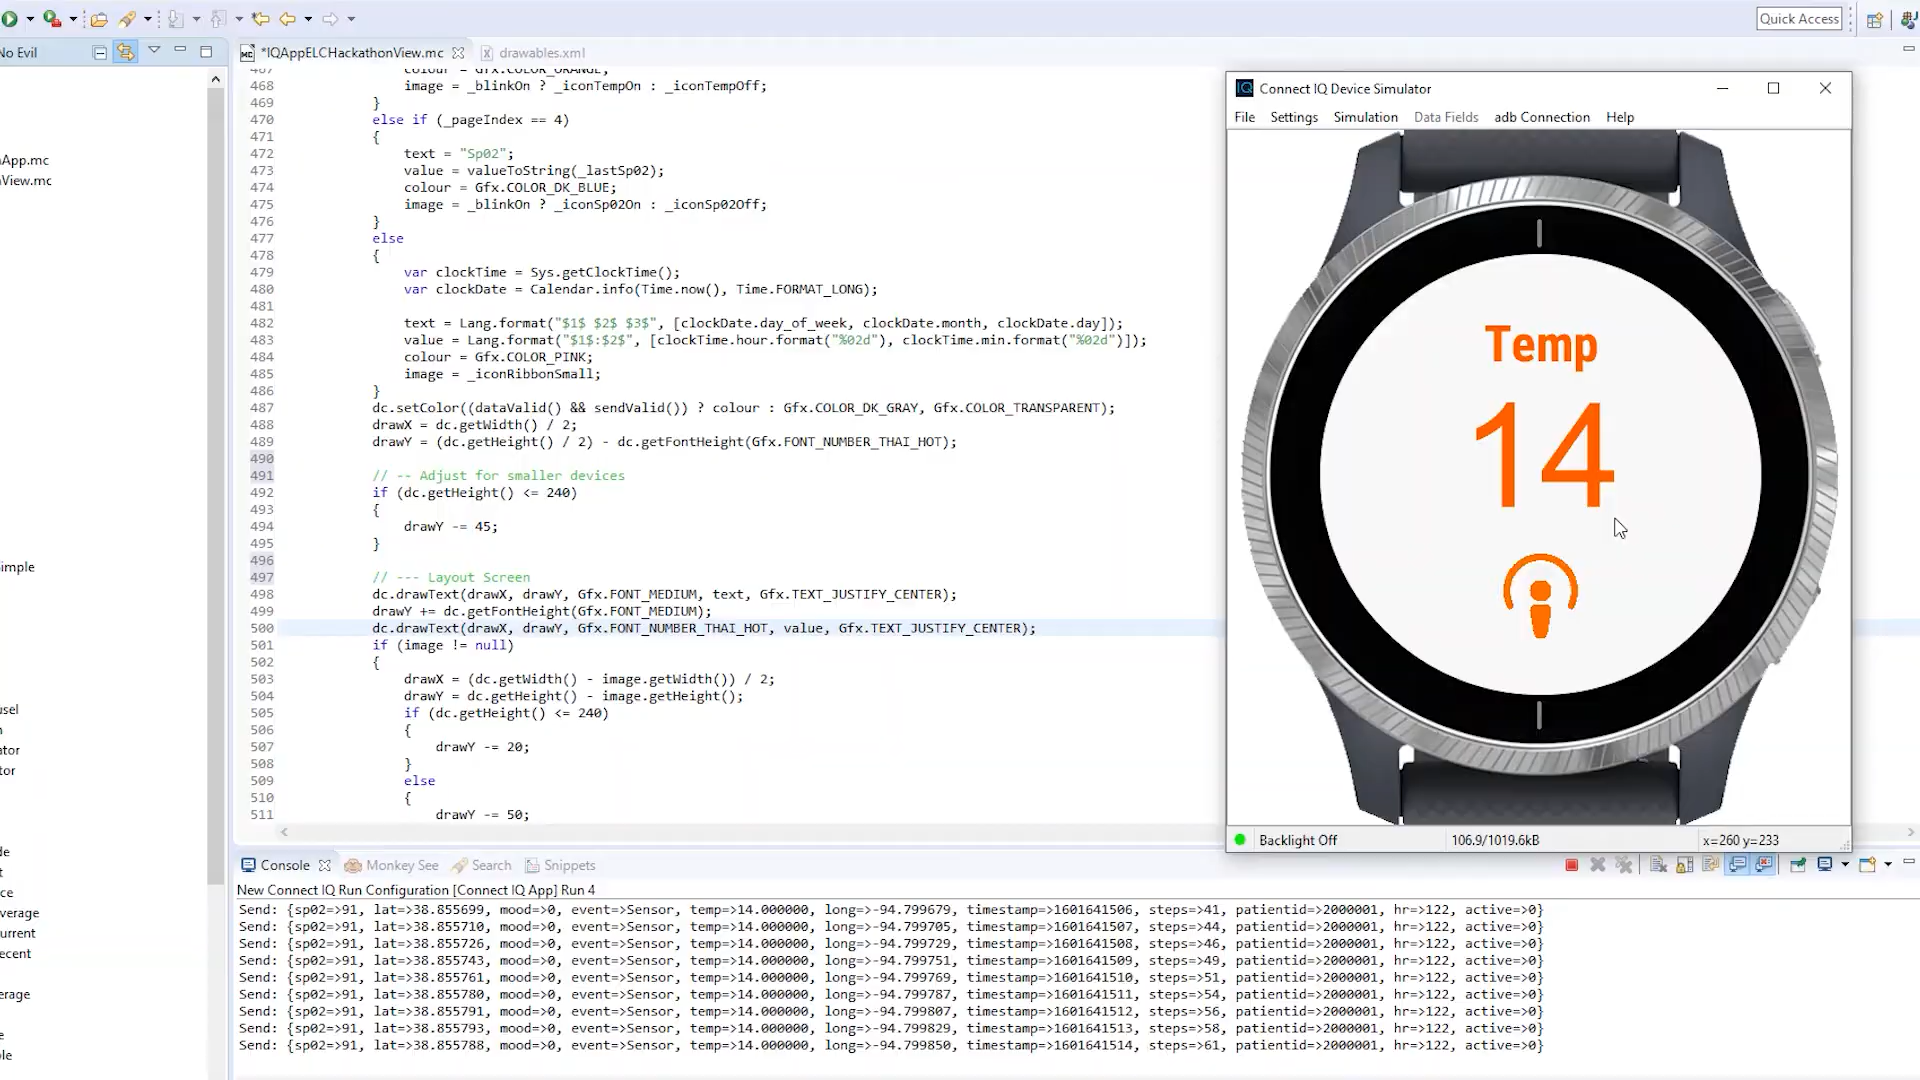 Quick Access
No Evil
*IQAppELCHackathonView.mc
drawables.xml
App.mc
View.mc
imple
usel
n
ator
tor
de
t
ce
verage
urrent
ecent
erage
e
ple
467 colour = Gfx.COLOR_ORANGE;
468 image = _blinkOn ? _iconTempOn : _iconTempOff;
469 }
470 else if (_pageIndex == 4)
471 {
472 text = "Sp02";
473 value = valueToString(_lastSp02);
474 colour = Gfx.COLOR_DK_BLUE;
475 image = _blinkOn ? _iconSp02On : _iconSp02Off;
476 }
477 else
478 {
479 var clockTime = Sys.getClockTime();
480 var clockDate = Calendar.info(Time.now(), Time.FORMAT_LONG);
481
482 text = Lang.format("$1$ $2$ $3$", [clockDate.day_of_week, clockDate.month, clockDate.day]);
483 value = Lang.format("$1$:$2$", [clockTime.hour.format("%02d"), clockTime.min.format("%02d")]);
484 colour = Gfx.COLOR_PINK;
485 image = _iconRibbonSmall;
486 }
487 dc.setColor((dataValid() && sendValid()) ? colour : Gfx.COLOR_DK_GRAY, Gfx.COLOR_TRANSPARENT);
488 drawX = dc.getWidth() / 2;
489 drawY = (dc.getHeight() / 2) - dc.getFontHeight(Gfx.FONT_NUMBER_THAI_HOT);
490
491 // -- Adjust for smaller devices
492 if (dc.getHeight() <= 240)
493 {
494 drawY -= 45;
495 }
496
497 // --- Layout Screen
498 dc.drawText(drawX, drawY, Gfx.FONT_MEDIUM, text, Gfx.TEXT_JUSTIFY_CENTER);
499 drawY += dc.getFontHeight(Gfx.FONT_MEDIUM);
500 dc.drawText(drawX, drawY, Gfx.FONT_NUMBER_THAI_HOT, value, Gfx.TEXT_JUSTIFY_CENTER);
501 if (image != null)
502 {
503 drawX = (dc.getWidth() - image.getWidth()) / 2;
504 drawY = dc.getHeight() - image.getHeight();
505 if (dc.getHeight() <= 240)
506 {
507 drawY -= 20;
508 }
509 else
510 {
511 drawY -= 50;
IQ Connect IQ Device Simulator
File Settings Simulation Data Fields adb Connection Help
Temp
14
Backlight Off 106.9/1019.6kB x=260 y=233
Console Monkey See Search Snippets
New Connect IQ Run Configuration [Connect IQ App] Run 4
Send: {sp02=>91, lat=>38.855699, mood=>0, event=>Sensor, temp=>14.000000, long=>-94.799679, timestamp=>1601641506, steps=>41, patientid=>2000001, hr=>122, active=>0}
Send: {sp02=>91, lat=>38.855710, mood=>0, event=>Sensor, temp=>14.000000, long=>-94.799705, timestamp=>1601641507, steps=>44, patientid=>2000001, hr=>122, active=>0}
Send: {sp02=>91, lat=>38.855726, mood=>0, event=>Sensor, temp=>14.000000, long=>-94.799729, timestamp=>1601641508, steps=>46, patientid=>2000001, hr=>122, active=>0}
Send: {sp02=>91, lat=>38.855743, mood=>0, event=>Sensor, temp=>14.000000, long=>-94.799751, timestamp=>1601641509, steps=>49, patientid=>2000001, hr=>122, active=>0}
Send: {sp02=>91, lat=>38.855761, mood=>0, event=>Sensor, temp=>14.000000, long=>-94.799769, timestamp=>1601641510, steps=>51, patientid=>2000001, hr=>122, active=>0}
Send: {sp02=>91, lat=>38.855780, mood=>0, event=>Sensor, temp=>14.000000, long=>-94.799787, timestamp=>1601641511, steps=>54, patientid=>2000001, hr=>122, active=>0}
Send: {sp02=>91, lat=>38.855791, mood=>0, event=>Sensor, temp=>14.000000, long=>-94.799807, timestamp=>1601641512, steps=>56, patientid=>2000001, hr=>122, active=>0}
Send: {sp02=>91, lat=>38.855793, mood=>0, event=>Sensor, temp=>14.000000, long=>-94.799829, timestamp=>1601641513, steps=>58, patientid=>2000001, hr=>122, active=>0}
Send: {sp02=>91, lat=>38.855788, mood=>0, event=>Sensor, temp=>14.000000, long=>-94.799850, timestamp=>1601641514, steps=>61, patientid=>2000001, hr=>122, active=>0}